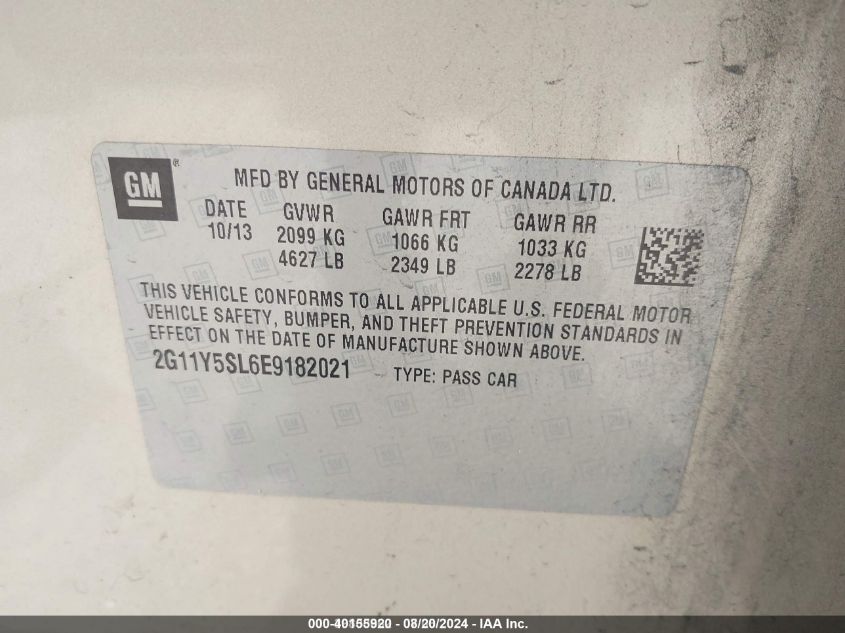 GM®
MFD BY GENERAL MOTORS OF CANADA LTD.
DATE GVWR GAWR FRT GAWR RR
10/13 2099 KG 1066 KG 1033 KG
4627 LB 2349 LB 2278 LB
THIS VEHICLE CONFORMS TO ALL APPLICABLE U.S. FEDERAL MOTOR
VEHICLE SAFETY, BUMPER, AND THEFT PREVENTION STANDARDS IN
EFFECT ON THE DATE OF MANUFACTURE SHOWN ABOVE.
2G11Y5SL6E9182021 TYPE: PASS CAR
000-40155920 - 08/20/2024 - IAA Inc.